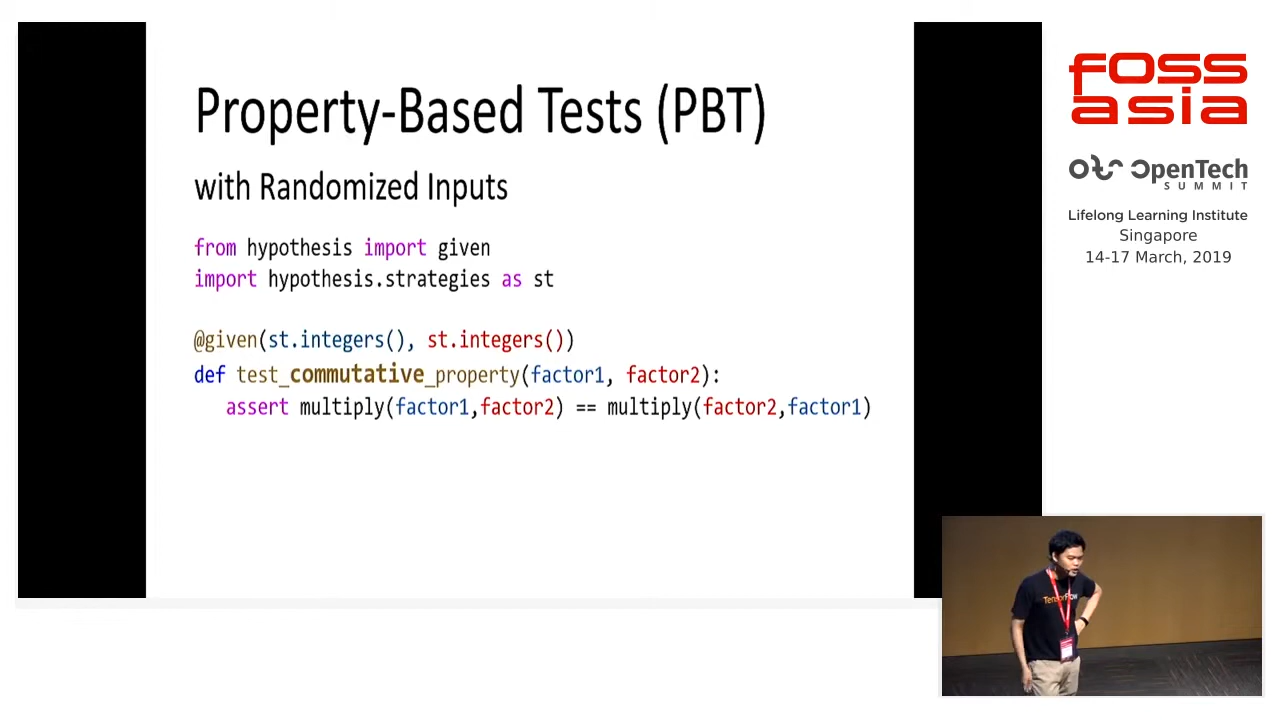 Property-Based Tests (PBT)
with Randomized Inputs
from hypothesis import given
import hypothesis.strategies as st
@given(st.integers(), st.integers())
def test_commutative_property(factor1, factor2):
assert multiply(factor1,factor2) == multiply(factor2,factor1)
foss
asia
OpenTech
SUMMIT
Lifelong Learning Institute
Singapore
14-17 March, 2019
TensorFlow